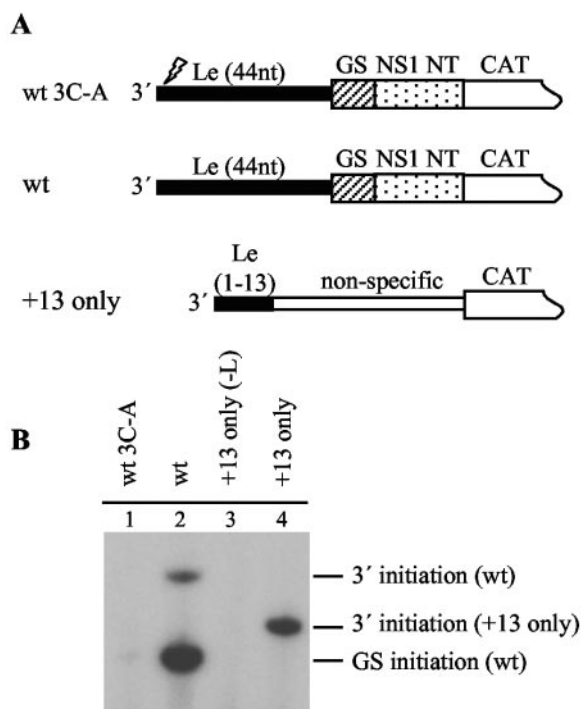 A
Le (44nt) GS NS1 NT CAT
wt 3C-A 3´
Le (44nt) GS NS1 NT CAT
wt 3´
Le
(1-13) non-specific CAT
+13 only 3´
B
wt 3C-A wt +13 only (-L) +13 only
1 2 3 4
3´ initiation (wt)
3´ initiation (+13 only)
GS initiation (wt)